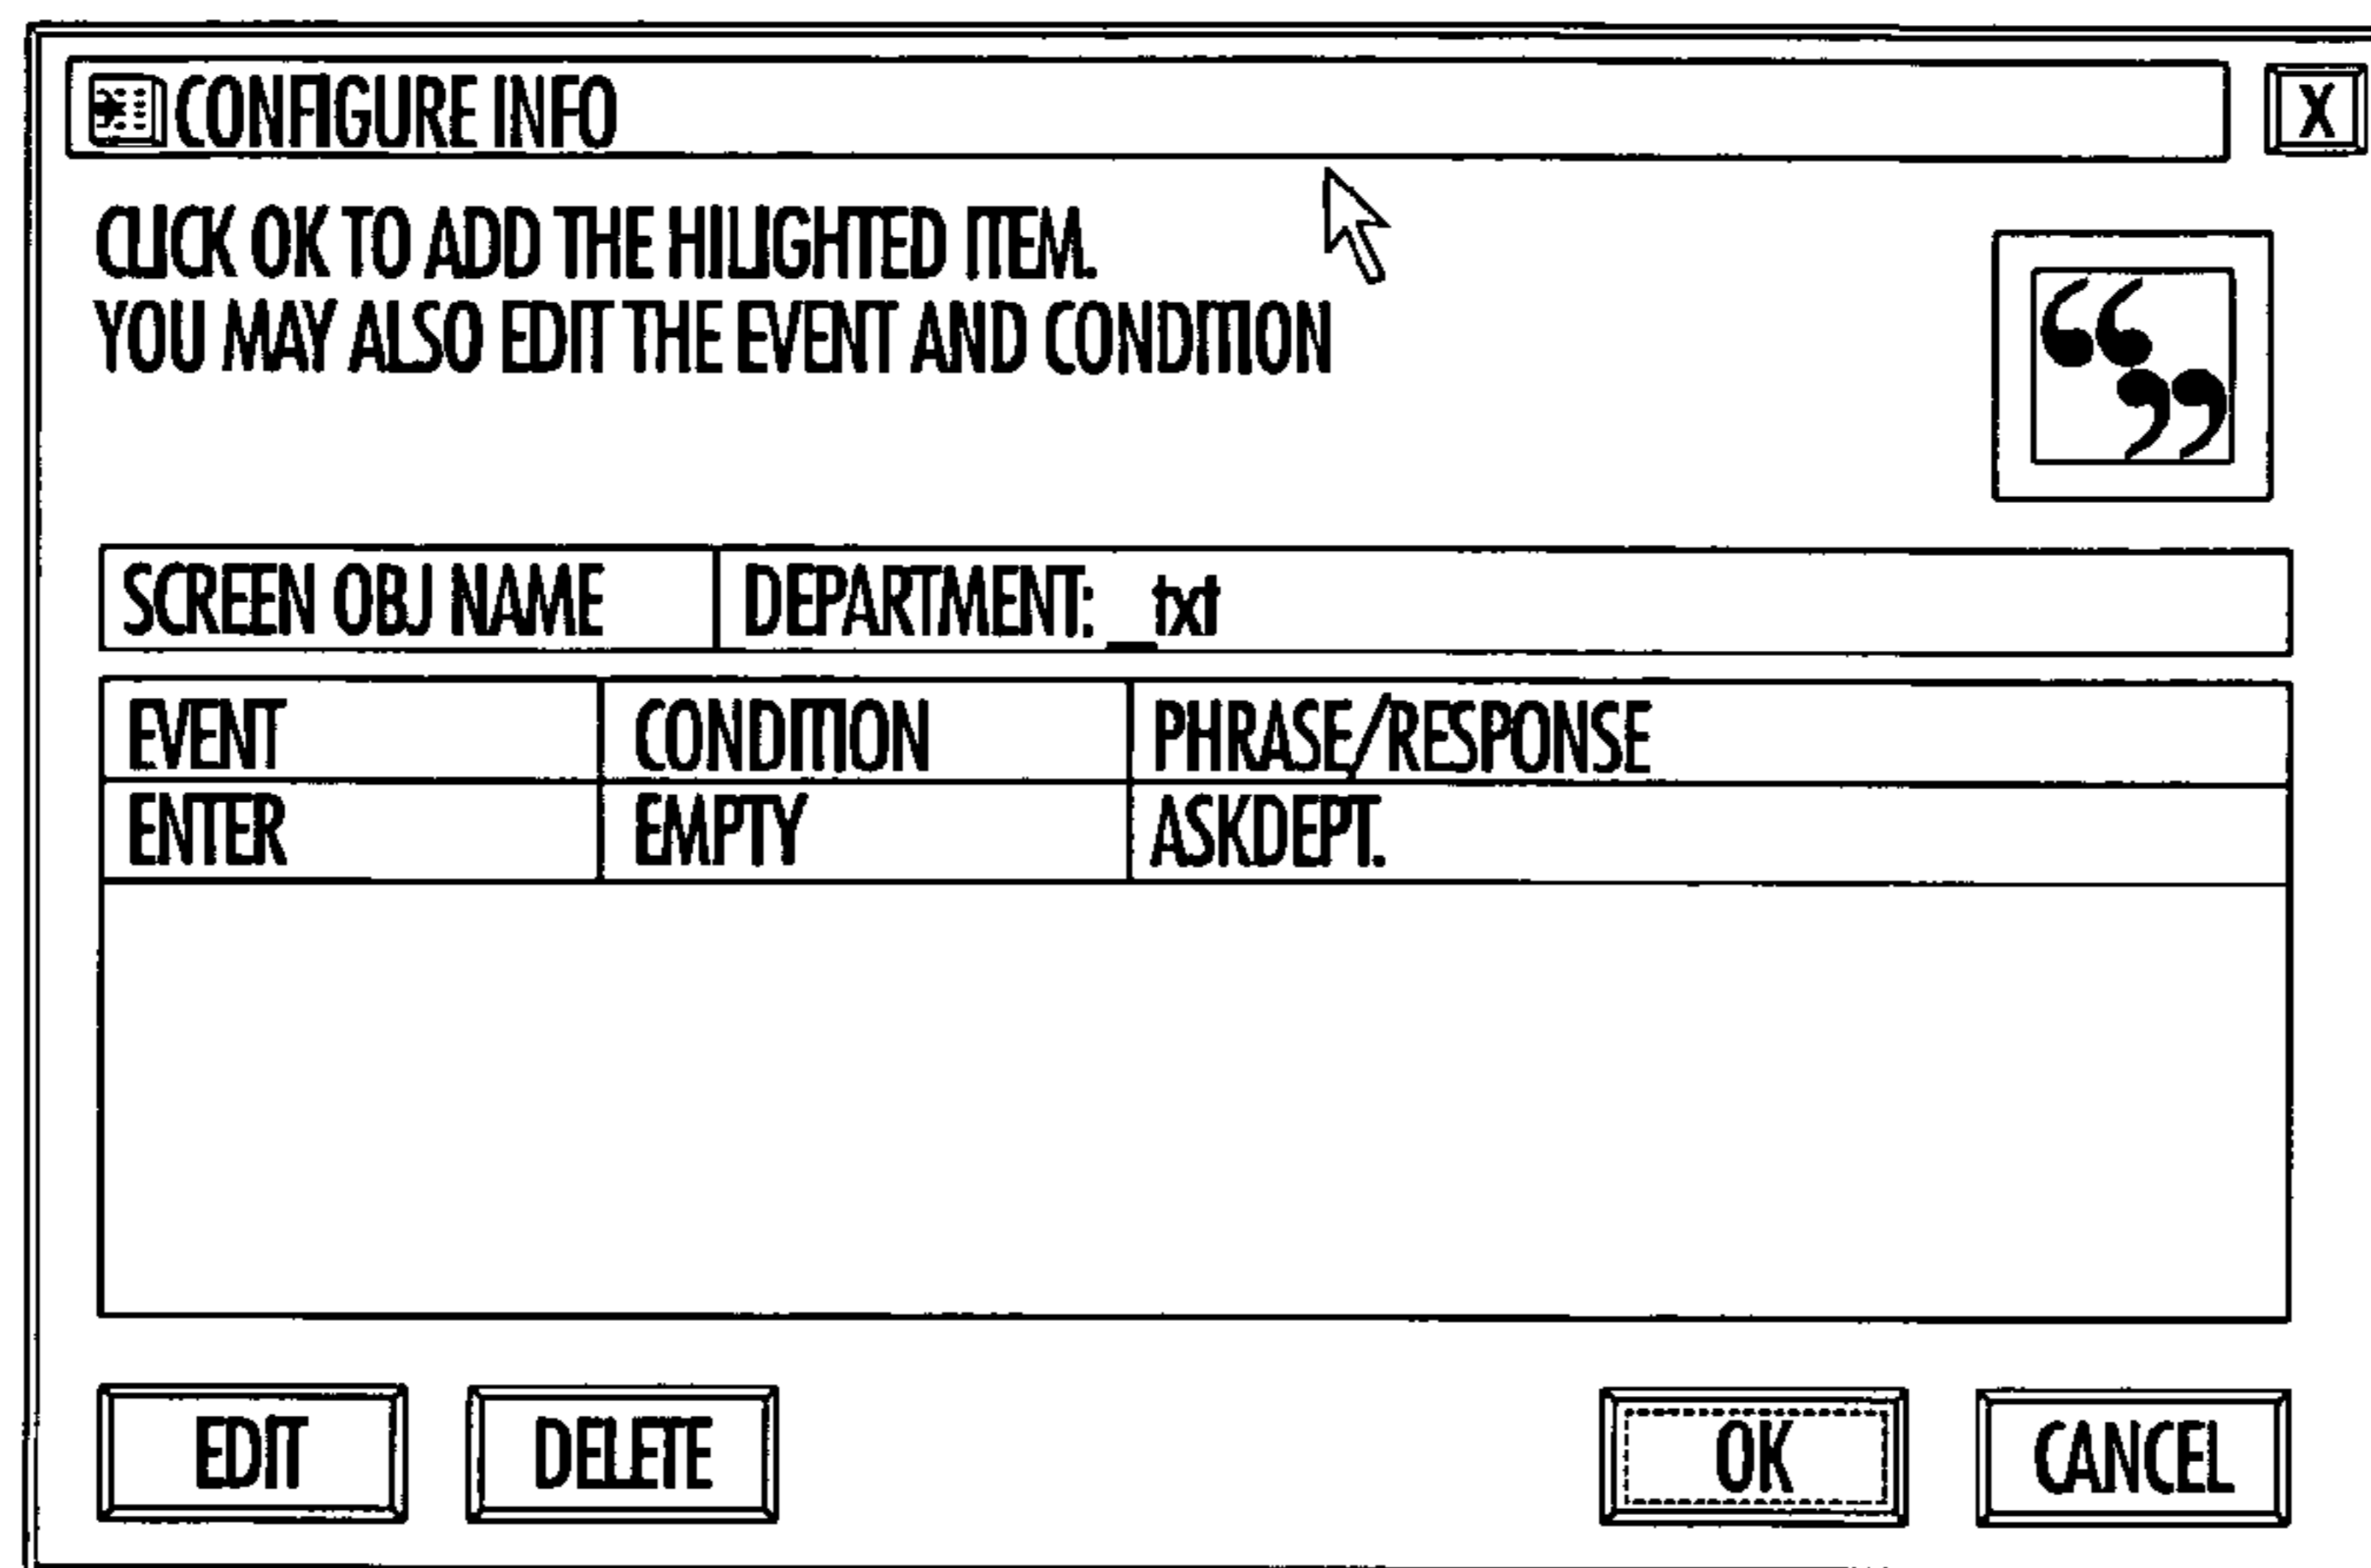 CONFIGURE INFO X
CLICK OK TO ADD THE HILIGHTED ITEM.
YOU MAY ALSO EDIT THE EVENT AND CONDITION
“ ”
SCREEN OBJ NAME DEPARTMENT:_txt
EVENT CONDITION PHRASE/RESPONSE
ENTER EMPTY ASKDEPT.
EDIT DELETE OK CANCEL